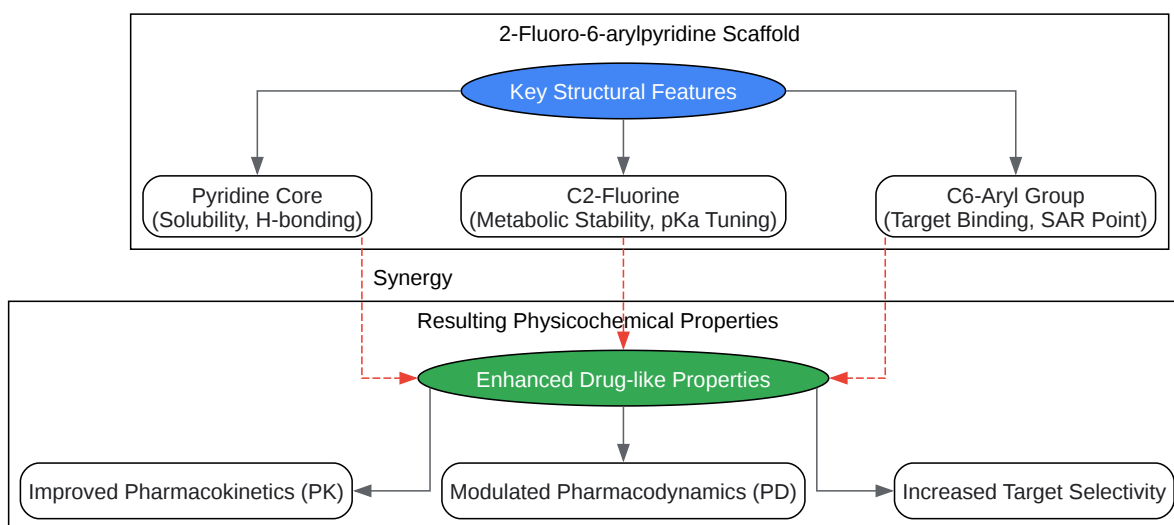 2-Fluoro-6-arylpyridine Scaffold
Key Structural Features
Pyridine Core
(Solubility, H-bonding)
C2-Fluorine
(Metabolic Stability, pKa Tuning)
C6-Aryl Group
(Target Binding, SAR Point)
Synergy
Resulting Physicochemical Properties
Enhanced Drug-like Properties
Improved Pharmacokinetics (PK)
Modulated Pharmacodynamics (PD)
Increased Target Selectivity